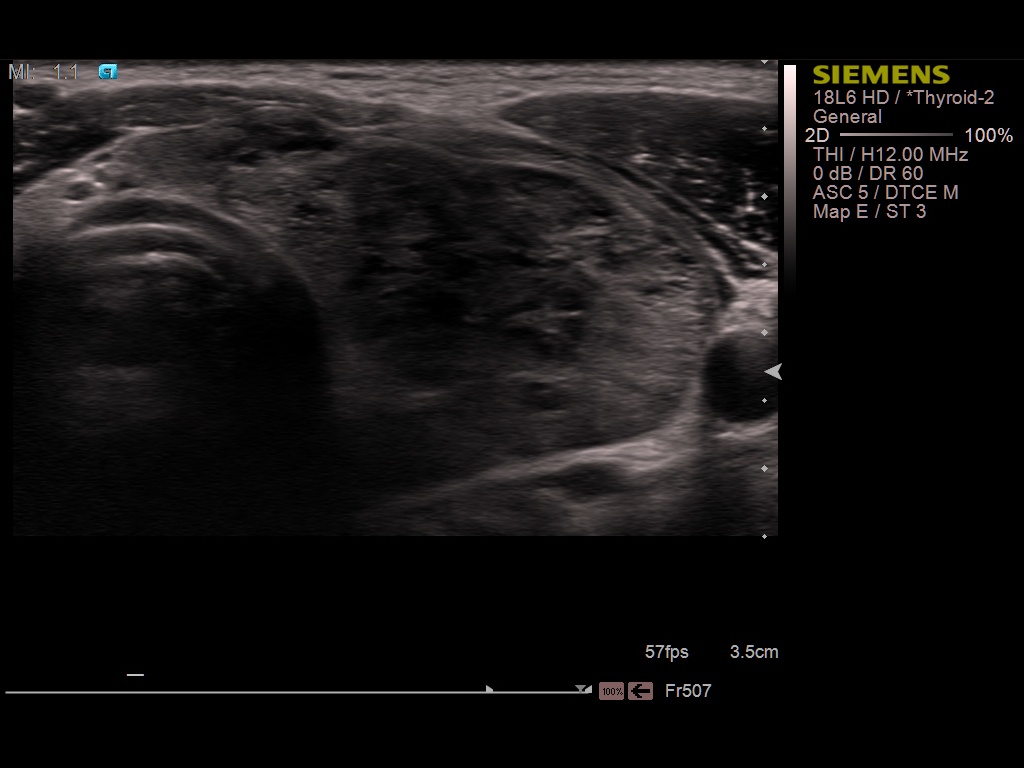 MI: 1.1
SIEMENS
18L6 HD / *Thyroid-2
General
2D 100%
THI / H12.00 MHz
0 dB / DR 60
ASC 5 / DTCE M
Map E / ST 3
57fps 3.5cm
100% Fr507